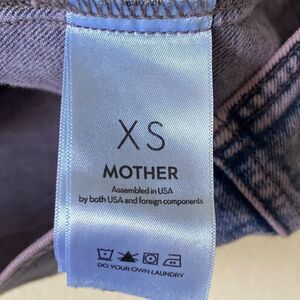 XS
MOTHER
Assembled in USA
by both USA and foreign components
DO YOUR OWN LAUNDRY